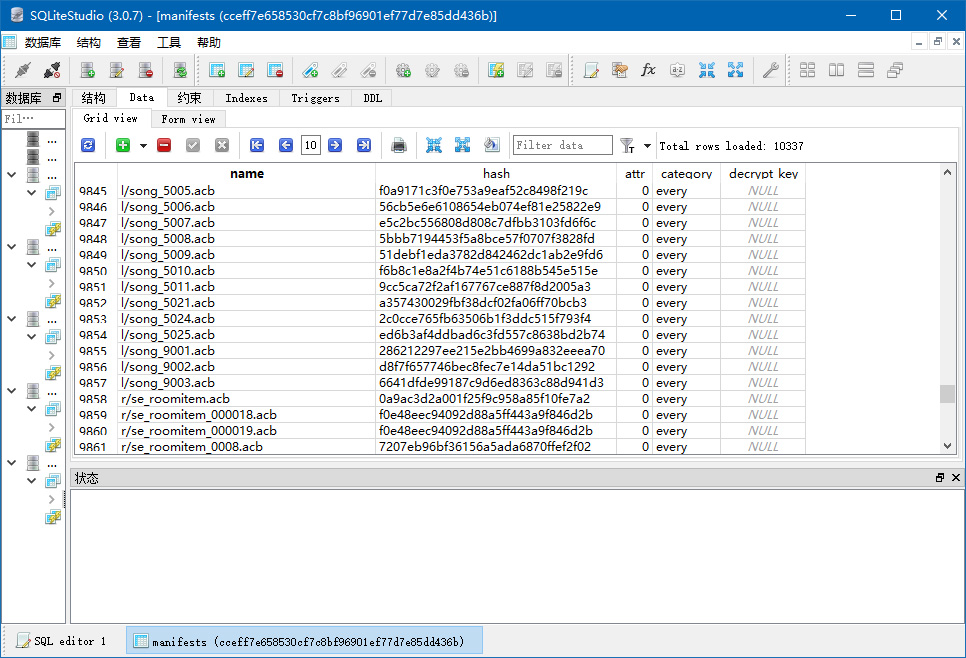 SQLiteStudio (3.0.7) - [manifests (cceff7e658530cf7c8bf96901ef77d7e85dd436b)]
数据库 结构 查看 工具 帮助
数据库 结构 Data 约束 Indexes Triggers DDL
Fil… Grid view Form view
10 Filter data Total rows loaded: 10337
name hash attr category decrypt_key
9845 l/song_5005.acb f0a9171c3f0e753a9eaf52c8498f219c 0 every NULL
9846 l/song_5006.acb 56cb5e6e6108654eb074ef81e25822e9 0 every NULL
9847 l/song_5007.acb e5c2bc556808d808c7dfbb3103fd6f6c 0 every NULL
9848 l/song_5008.acb 5bbb7194453f5a8bce57f0707f3828fd 0 every NULL
9849 l/song_5009.acb 51debf1eda3782d842462dc1ab2e9fd6 0 every NULL
9850 l/song_5010.acb f6b8c1e8a2f4b74e51c6188b545e515e 0 every NULL
9851 l/song_5011.acb 9cc5ca72f2af167767ce887f8d2005a3 0 every NULL
9852 l/song_5021.acb a357430029fbf38dcf02fa06ff70bcb3 0 every NULL
9853 l/song_5024.acb 2c0cce765fb63506b1f3ddc515f793f4 0 every NULL
9854 l/song_5025.acb ed6b3af4ddbad6c3fd557c8638bd2b74 0 every NULL
9855 l/song_9001.acb 286212297ee215e2bb4699a832eeea70 0 every NULL
9856 l/song_9002.acb d8f7f657746bec8fec7e14da51bc1292 0 every NULL
9857 l/song_9003.acb 6641dfde99187c9d6ed8363c88d941d3 0 every NULL
9858 r/se_roomitem.acb 0a9ac3d2a001f25f9c958a85f10fe7a2 0 every NULL
9859 r/se_roomitem_000018.acb f0e48eec94092d88a5ff443a9f846d2b 0 every NULL
9860 r/se_roomitem_000019.acb f0e48eec94092d88a5ff443a9f846d2b 0 every NULL
9861 r/se_roomitem_0008.acb 7207eb96bf36156a5ada6870ffef2f02 0 every NULL
状态
SQL editor 1 manifests (cceff7e658530cf7c8bf96901ef77d7e85dd436b)